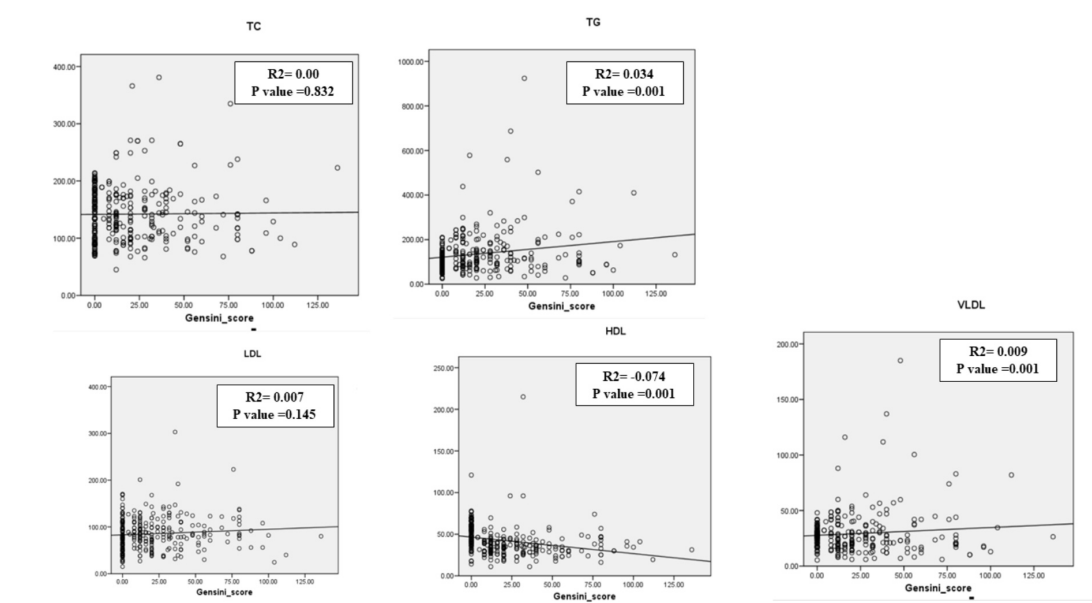 TC
R2= 0.00
P value =0.832
400.00
300.00
200.00
100.00
0.00
0.00 25.00 50.00 75.00 100.00 125.00
Gensini_score
TG
R2= 0.034
P value =0.001
1000.00
800.00
600.00
400.00
200.00
0.00
0.00 25.00 50.00 75.00 100.00 125.00
Gensini_score
LDL
R2= 0.007
P value =0.145
400.00
300.00
200.00
100.00
0.00
0.00 25.00 50.00 75.00 100.00 125.00
Gensini_score
HDL
R2= -0.074
P value =0.001
250.00
200.00
150.00
100.00
50.00
0.00
0.00 25.00 50.00 75.00 100.00 125.00
Gensini_score
VLDL
R2= 0.009
P value =0.001
200.00
150.00
100.00
50.00
0.00
0.00 25.00 50.00 75.00 100.00 125.00
Gensini_score